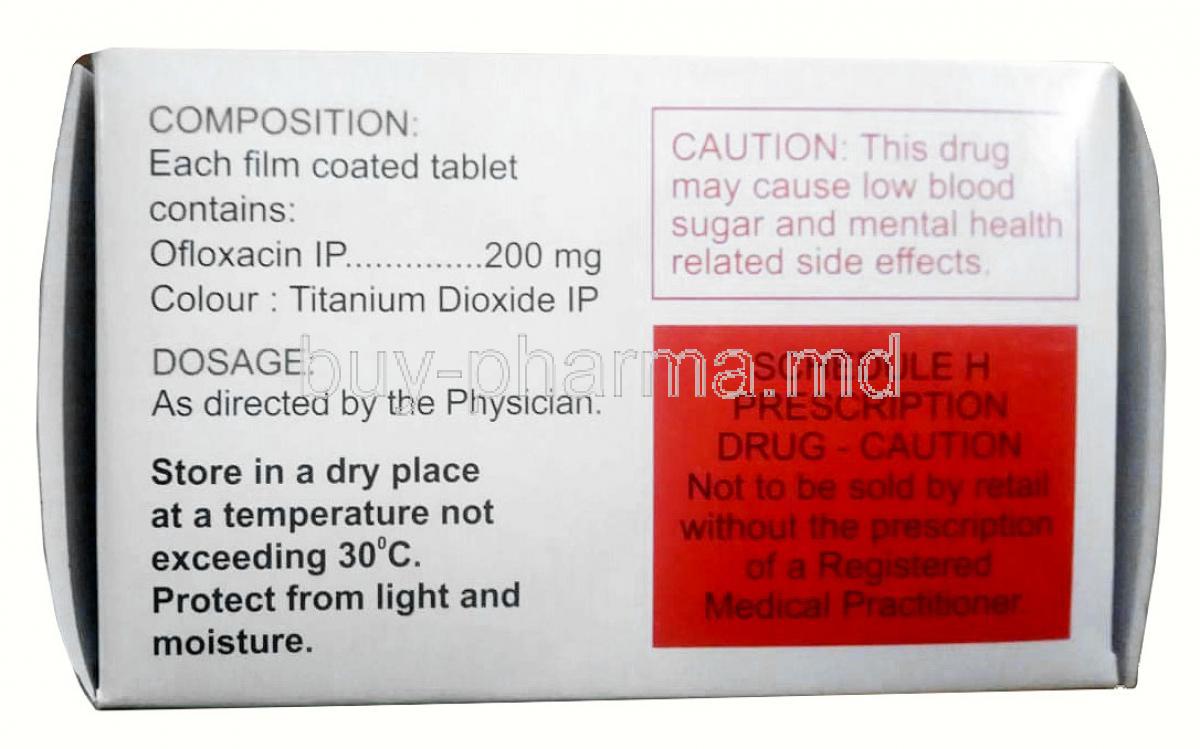 COMPOSITION:
Each film coated tablet
contains:
Ofloxacin IP..............200 mg
Colour : Titanium Dioxide IP
DOSAGE:
As directed by the Physician.
Store in a dry place
at a temperature not
exceeding 30⁰C.
Protect from light and
moisture.
CAUTION: This drug
may cause low blood
sugar and mental health
related side effects.
SCHEDULE H
PRESCRIPTION
DRUG - CAUTION
Not to be sold by retail
without the prescription
of a Registered
Medical Practitioner.
buy-pharma.md